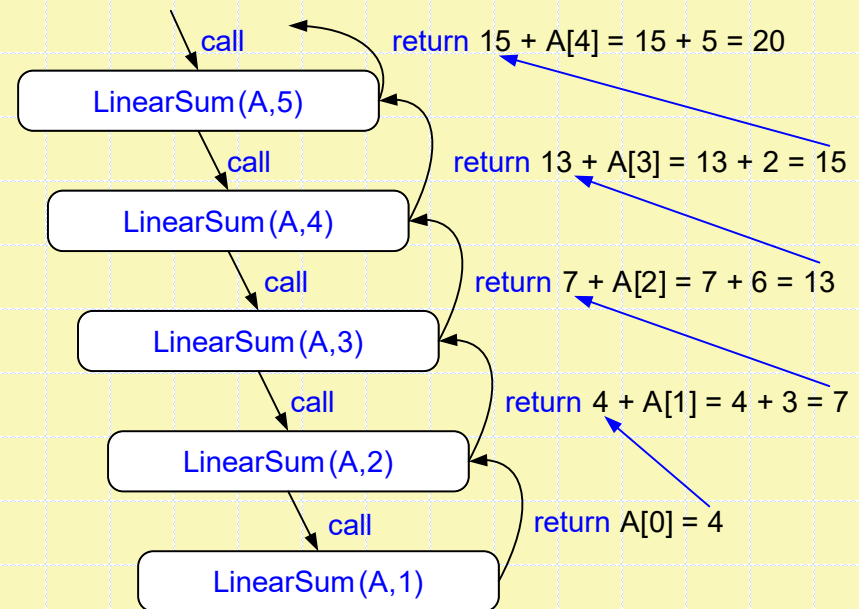 call
return 15 + A[4] = 15 + 5 = 20
LinearSum(A,5)
call
return 13 + A[3] = 13 + 2 = 15
LinearSum(A,4)
call
return 7 + A[2] = 7 + 6 = 13
LinearSum(A,3)
call
return 4 + A[1] = 4 + 3 = 7
LinearSum(A,2)
call
return A[0] = 4
LinearSum(A,1)